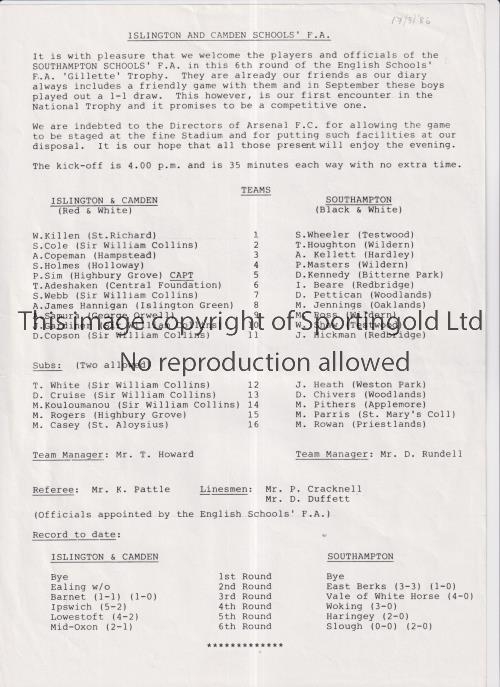 17/3/86
ISLINGTON AND CAMDEN SCHOOLS' F.A.
It is with pleasure that we welcome the players and officials of the
SOUTHAMPTON SCHOOLS' F.A. in this 6th round of the English Schools'
F.A. 'Gillette' Trophy. They are already our friends as our diary
always includes a friendly game with them and in September these boys
played out a 1-1 draw. This however, is our first encounter in the
National Trophy and it promises to be a competitive one.
We are indebted to the Directors of Arsenal F.C. for allowing the game
to be staged at the fine Stadium and for putting such facilities at our
disposal. It is our hope that all those present will enjoy the evening.
The kick-off is 4.00 p.m. and is 35 minutes each way with no extra time.
TEAMS
ISLINGTON & CAMDEN SOUTHAMPTON
(Red & White) (Black & White)
W.Killen (St.Richard) 1 S.Wheeler (Testwood)
S.Cole (Sir William Collins) 2 T.Houghton (Wildern)
A.Copeman (Hampstead) 3 A. Kellett (Hardley)
S.Holmes (Holloway) 4 P.Masters (Wildern)
P.Sim (Highbury Grove) CAPT 5 D.Kennedy (Bitterne Park)
T.Adeshaken (Central Foundation) 6 I. Beare (Redbridge)
S.Webb (Sir William Collins) 7 D. Pettican (Woodlands)
A.James Hannigan (Islington Green) 8 M. Jennings (Oaklands)
(George Orwell) 9 M. Ross (Wildern)
J.Gardiner (Sir William Collins) 10 W. Shaw (Testwood)
D.Copson (Sir William Collins) 11 J. Hickman (Redbridge)
This image copyright of Sportingold Ltd
No reproduction allowed
Subs: (Two allowed)
T. White (Sir William Collins) 12 J. Heath (Weston Park)
D. Cruise (Sir William Collins) 13 D. Chivers (Woodlands)
M.Kouloumanou (Sir William Collins) 14 M. Pithers (Applemore)
M. Rogers (Highbury Grove) 15 M. Parris (St. Mary's Coll)
M. Casey (St. Aloysius) 16 M. Rowan (Priestlands)
Team Manager: Mr. T. Howard Team Manager: Mr. D. Rundell
Referee: Mr. K. Pattle Linesmen: Mr. P. Cracknell
Mr. D. Duffett
(Officials appointed by the English Schools' F.A.)
Record to date:
ISLINGTON & CAMDEN SOUTHAMPTON
Bye 1st Round Bye
Ealing w/o 2nd Round East Berks (3-3) (1-0)
Barnet (1-1) (1-0) 3rd Round Vale of White Horse (4-0)
Ipswich (5-2) 4th Round Woking (3-0)
Lowestoft (4-2) 5th Round Haringey (2-0)
Mid-Oxon (2-1) 6th Round Slough (0-0) (2-0)
*************